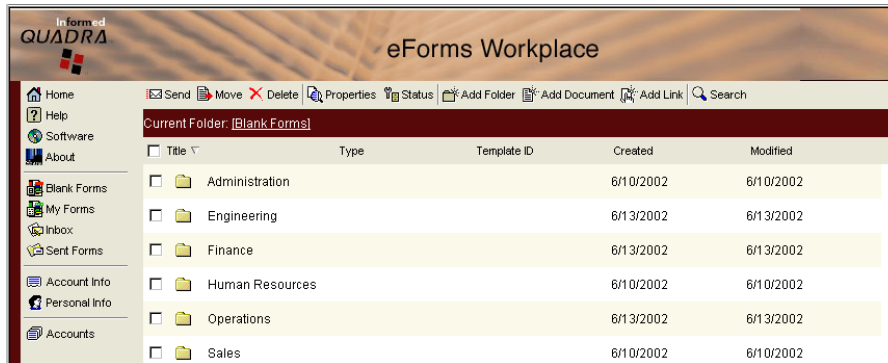 Informed
QUADRA
eForms Workplace
Home
Help
Software
About
Blank Forms
My Forms
Inbox
Sent Forms
Account Info
Personal Info
Accounts
Send Move Delete Properties Status Add Folder Add Document Add Link Search
Current Folder: [Blank Forms]
Title Type Template ID Created Modified
Administration 6/10/2002 6/10/2002
Engineering 6/13/2002 6/13/2002
Finance 6/13/2002 6/13/2002
Human Resources 6/10/2002 6/10/2002
Operations 6/13/2002 6/13/2002
Sales 6/10/2002 6/10/2002